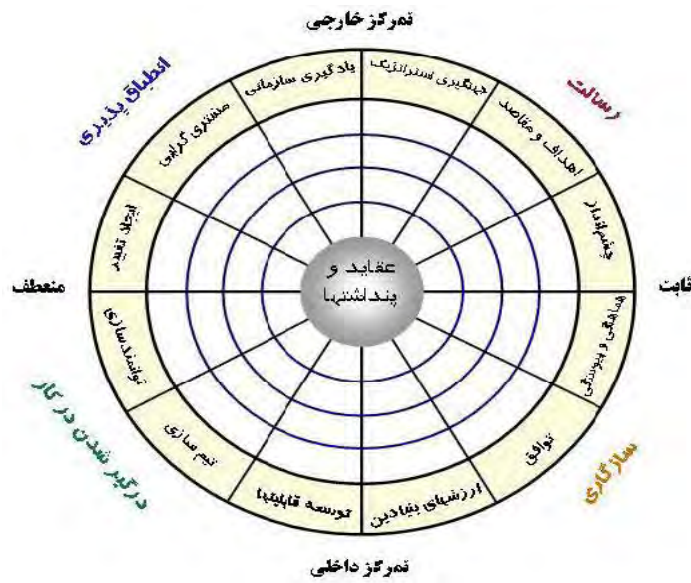 تمرکز خارجی
انطباق پذیری
رسالت
یادگیری سازمانی
جهتگیری استراتژیک
مشتری گرایی
اهداف و مقاصد
ایجاد تغییر
چشم‌انداز
منعطف
عقاید و
پنداشتها
ثابت
توانمندسازی
هماهنگی و پیوستگی
تیم سازی
توافق
توسعه قابلیتها
ارزشهای بنیادین
درگیر شدن در کار
سازگاری
تمرکز داخلی